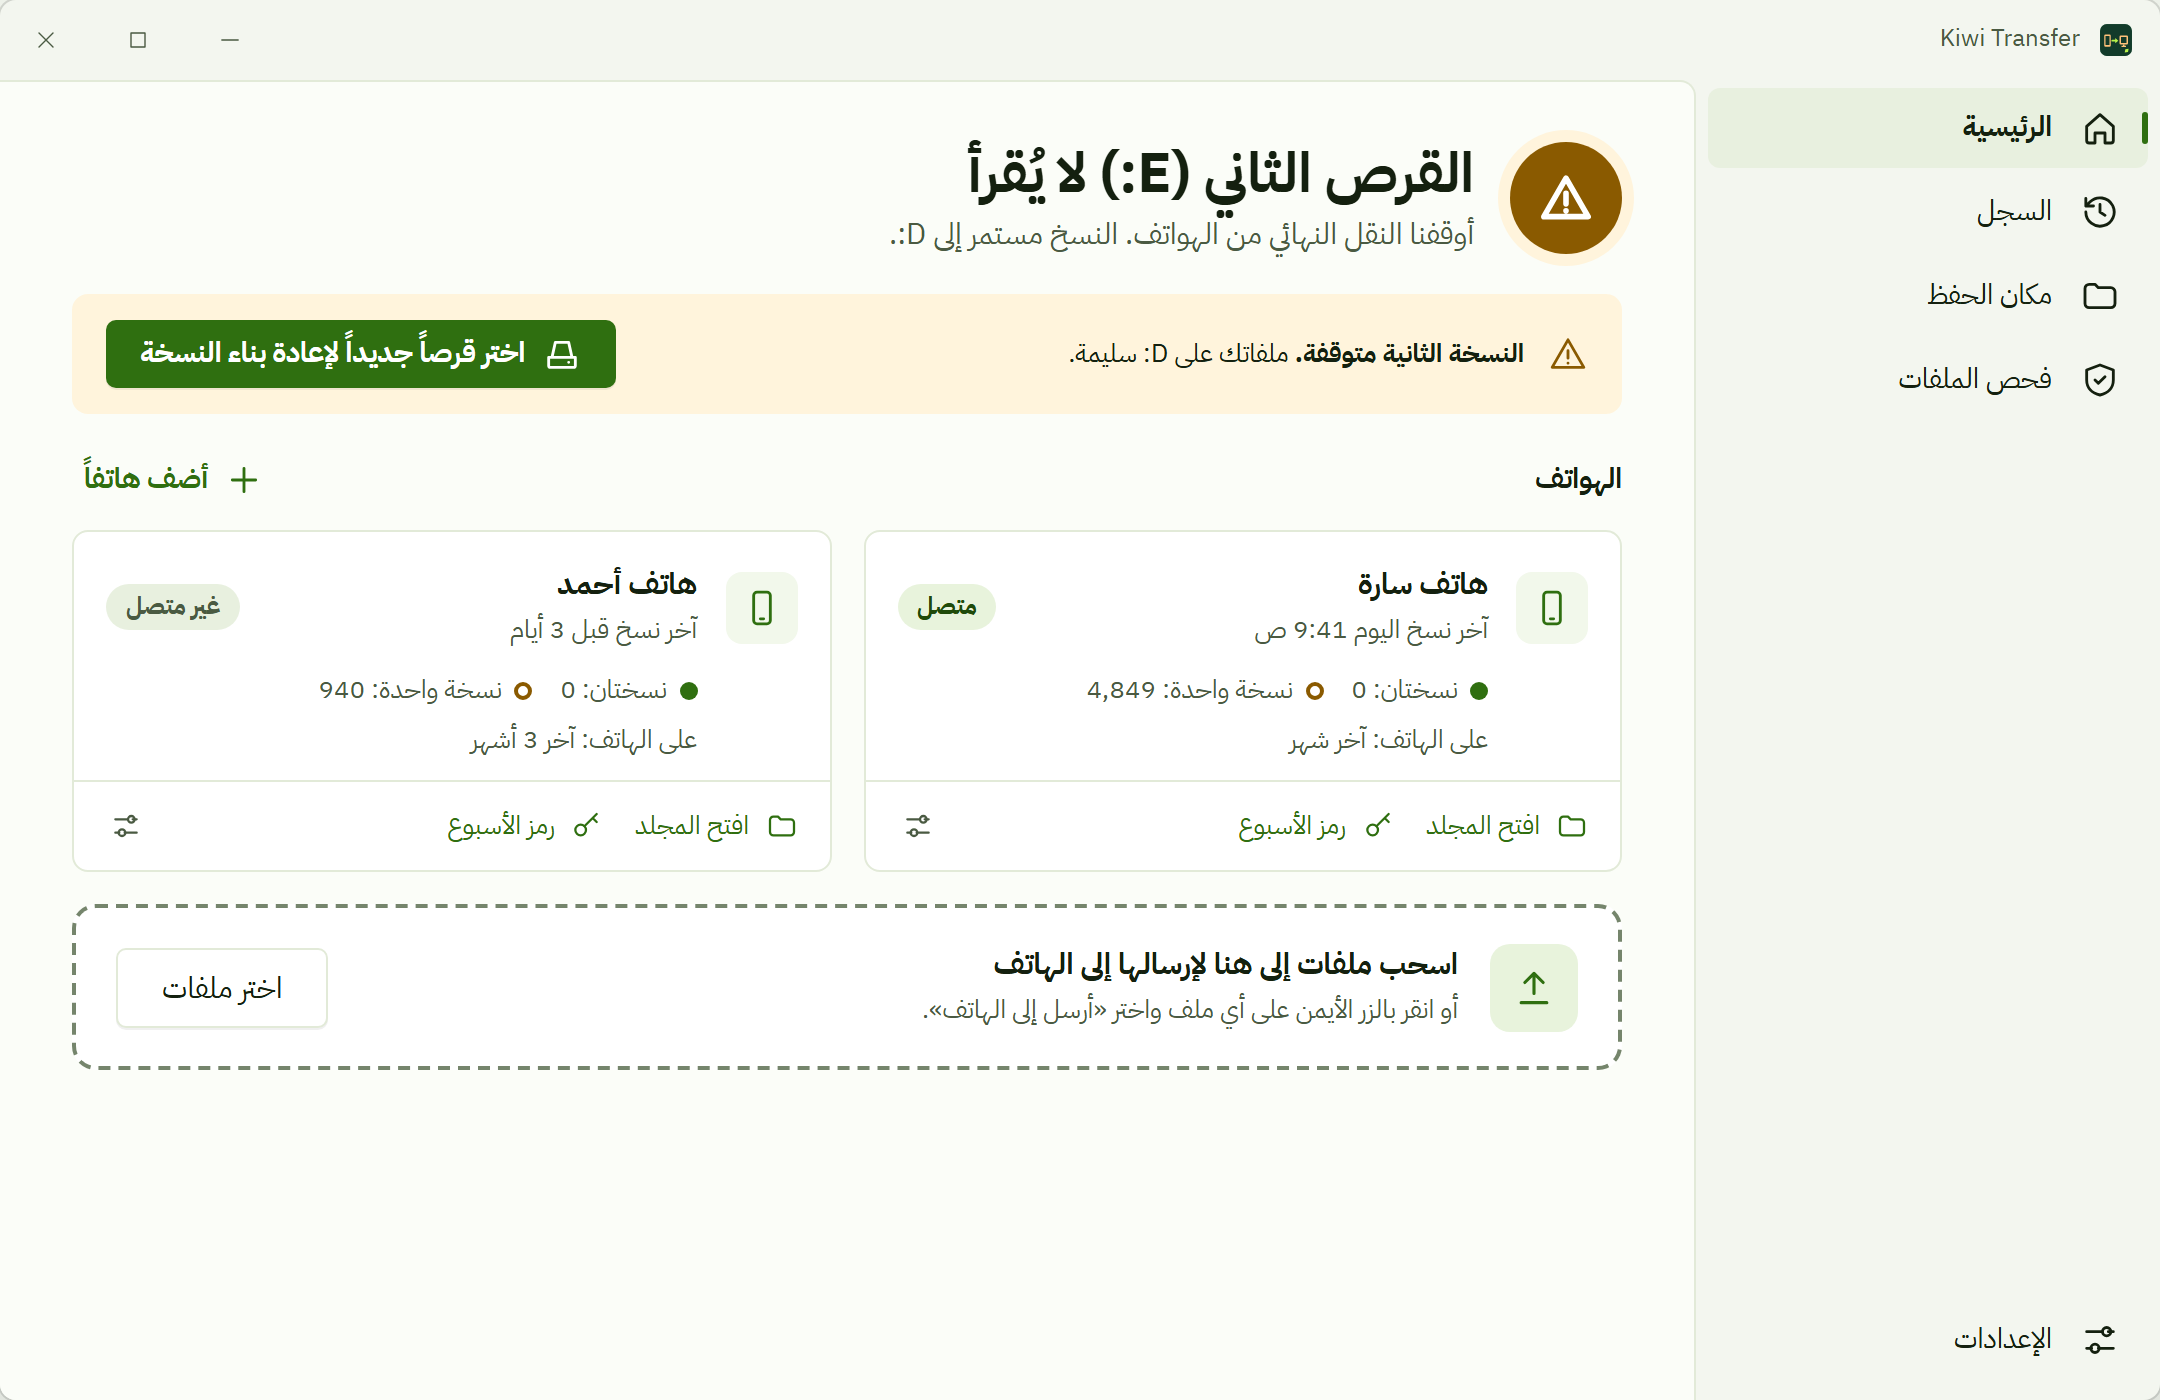 Kiwi Transfer
الرئيسية
السجل
مكان الحفظ
فحص الملفات
الإعدادات
القرص الثاني (E:) لا يُقرأ
أوقفنا النقل النهائي من الهواتف. النسخ مستمر إلى D:.
النسخة الثانية متوقفة. ملفاتك على D: سليمة.
اختر قرصاً جديداً لإعادة بناء النسخة
الهواتف
أضف هاتفاً
هاتف سارة
متصل
آخر نسخ اليوم 9:41 ص
نسختان: 0 نسخة واحدة: 4,849
على الهاتف: آخر شهر
افتح المجلد رمز الأسبوع
هاتف أحمد
غير متصل
آخر نسخ قبل 3 أيام
نسختان: 0 نسخة واحدة: 940
على الهاتف: آخر 3 أشهر
افتح المجلد رمز الأسبوع
اسحب ملفات إلى هنا لإرسالها إلى الهاتف
أو انقر بالزر الأيمن على أي ملف واختر «أرسل إلى الهاتف».
اختر ملفات